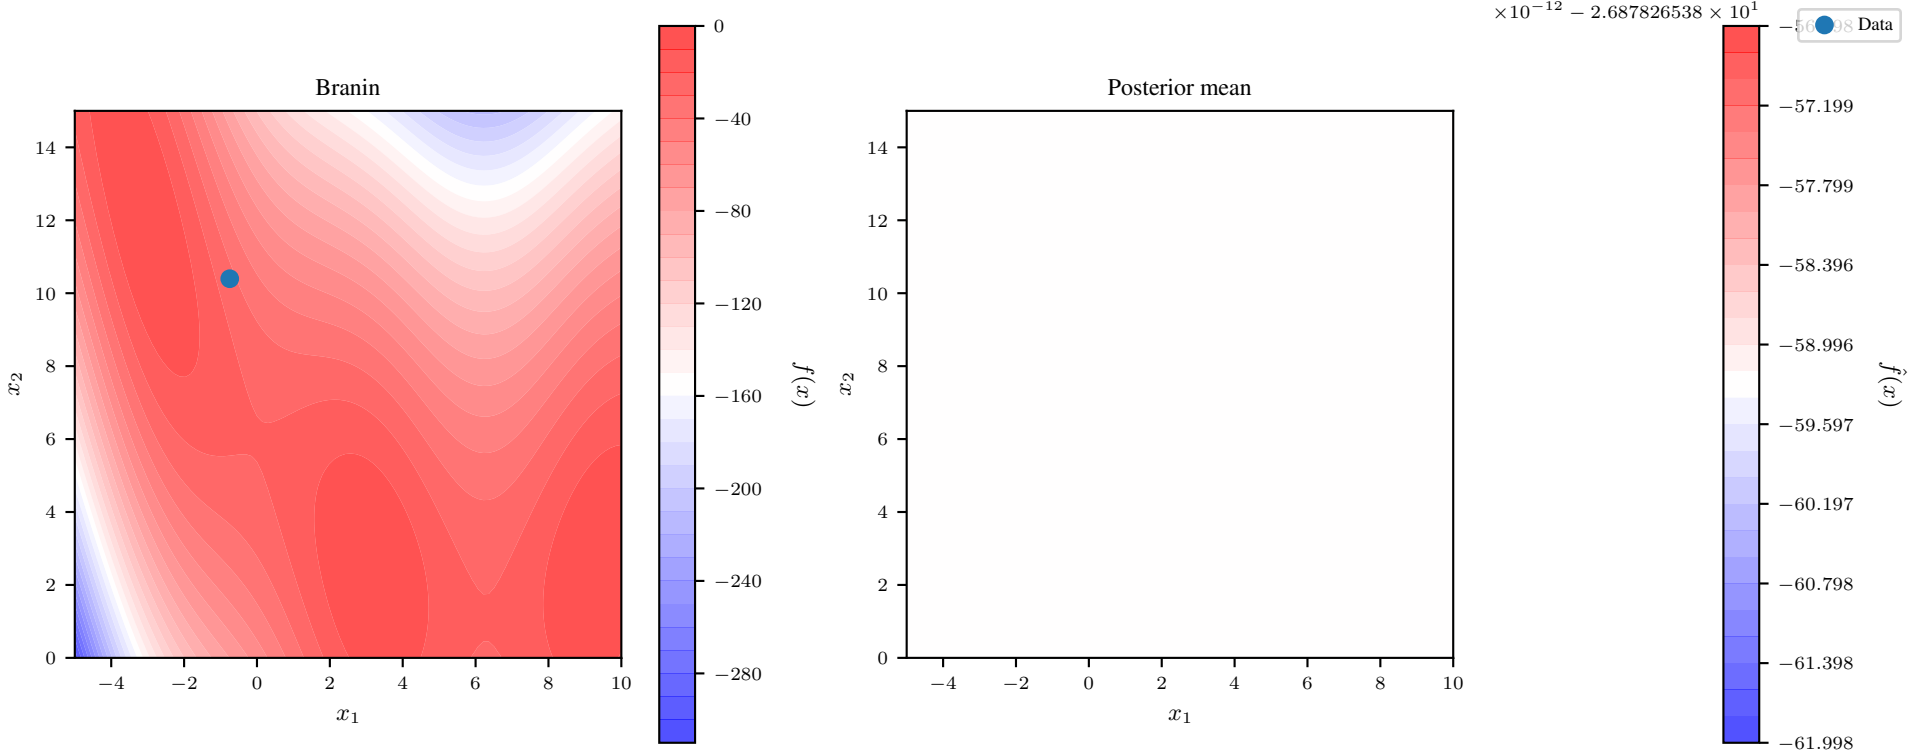 ×10⁻¹² − 2.687826538 × 10¹
Data
Branin
Posterior mean
14
12
10
8
6
4
2
0
x₂
−4 −2 0 2 4 6 8 10
x₁
0
−40
−80
−120
−160
−200
−240
−280
f(x)
14
12
10
8
6
4
2
0
x₂
−4 −2 0 2 4 6 8 10
x₁
−57.199
−57.799
−58.396
−58.996
−59.597
−60.197
−60.798
−61.398
−61.998
f̂(x)